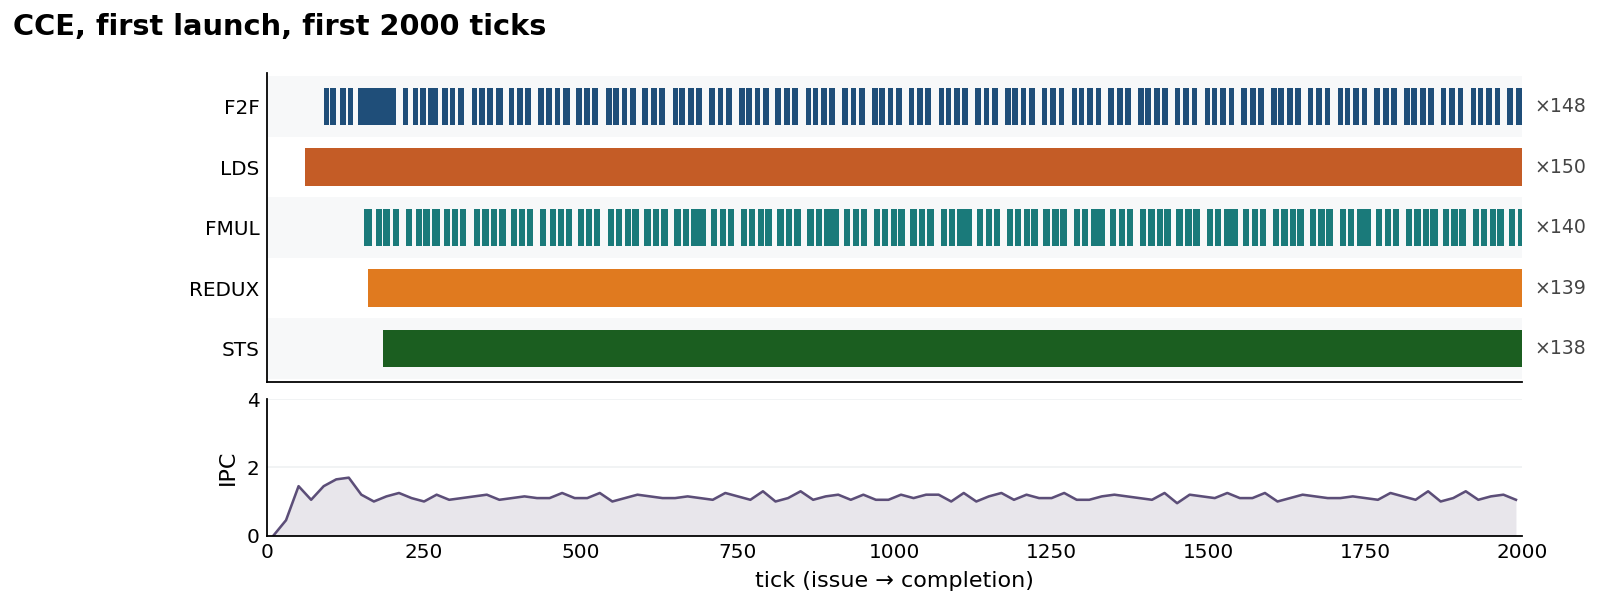 CCE, first launch, first 2000 ticks
F2F
×148
LDS
×150
FMUL
×140
REDUX
×139
STS
×138
4
2
0
IPC
0 250 500 750 1000 1250 1500 1750 2000
tick (issue → completion)